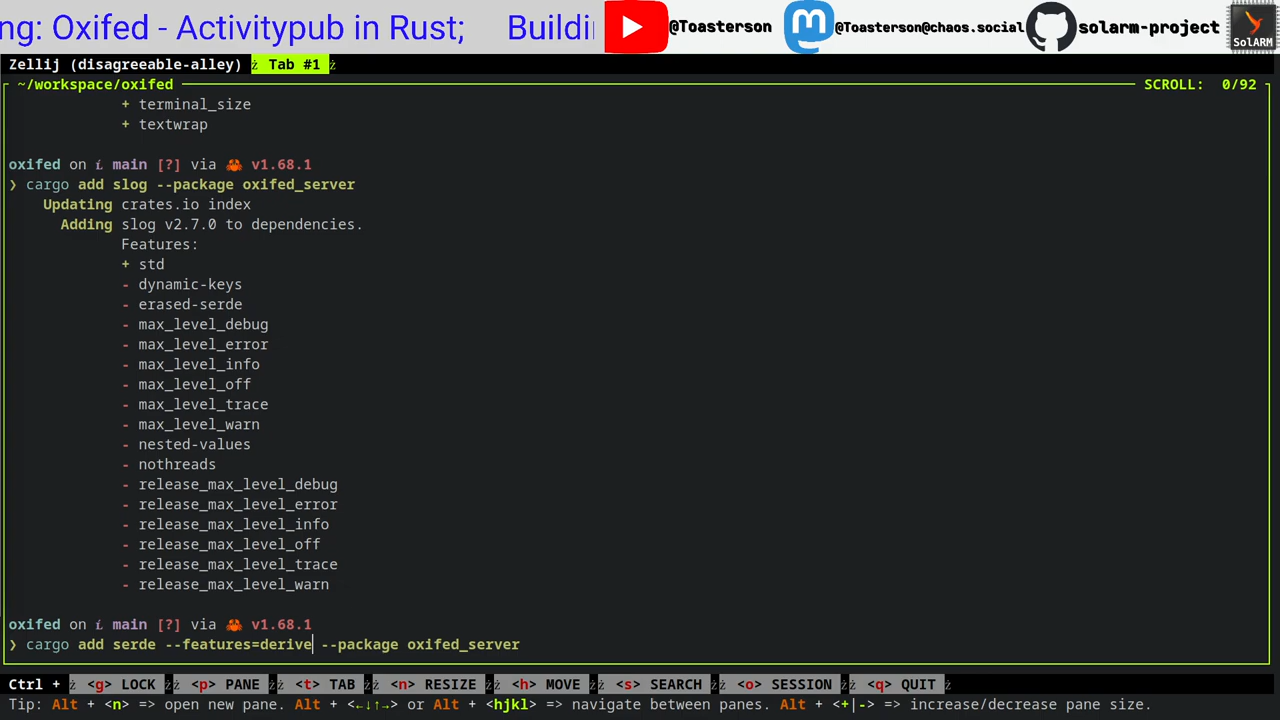 ng: Oxifed - Activitypub in Rust; Buildi
@Toasterson @Toasterson@chaos.social solarm-project SolARM
Zellij (disagreeable-alley) Tab #1
~/workspace/oxifed SCROLL: 0/92
+ terminal_size
+ textwrap
oxifed on main [?] via 🦀 v1.68.1
❯ cargo add slog --package oxifed_server
Updating crates.io index
Adding slog v2.7.0 to dependencies.
Features:
+ std
- dynamic-keys
- erased-serde
- max_level_debug
- max_level_error
- max_level_info
- max_level_off
- max_level_trace
- max_level_warn
- nested-values
- nothreads
- release_max_level_debug
- release_max_level_error
- release_max_level_info
- release_max_level_off
- release_max_level_trace
- release_max_level_warn
oxifed on main [?] via 🦀 v1.68.1
❯ cargo add serde --features=derive --package oxifed_server
Ctrl + <g> LOCK <p> PANE <t> TAB <n> RESIZE <h> MOVE <s> SEARCH <o> SESSION <q> QUIT
Tip: Alt + <n> => open new pane. Alt + <←↓↑→> or Alt + <hjkl> => navigate between panes. Alt + <+|-> => increase/decrease pane size.